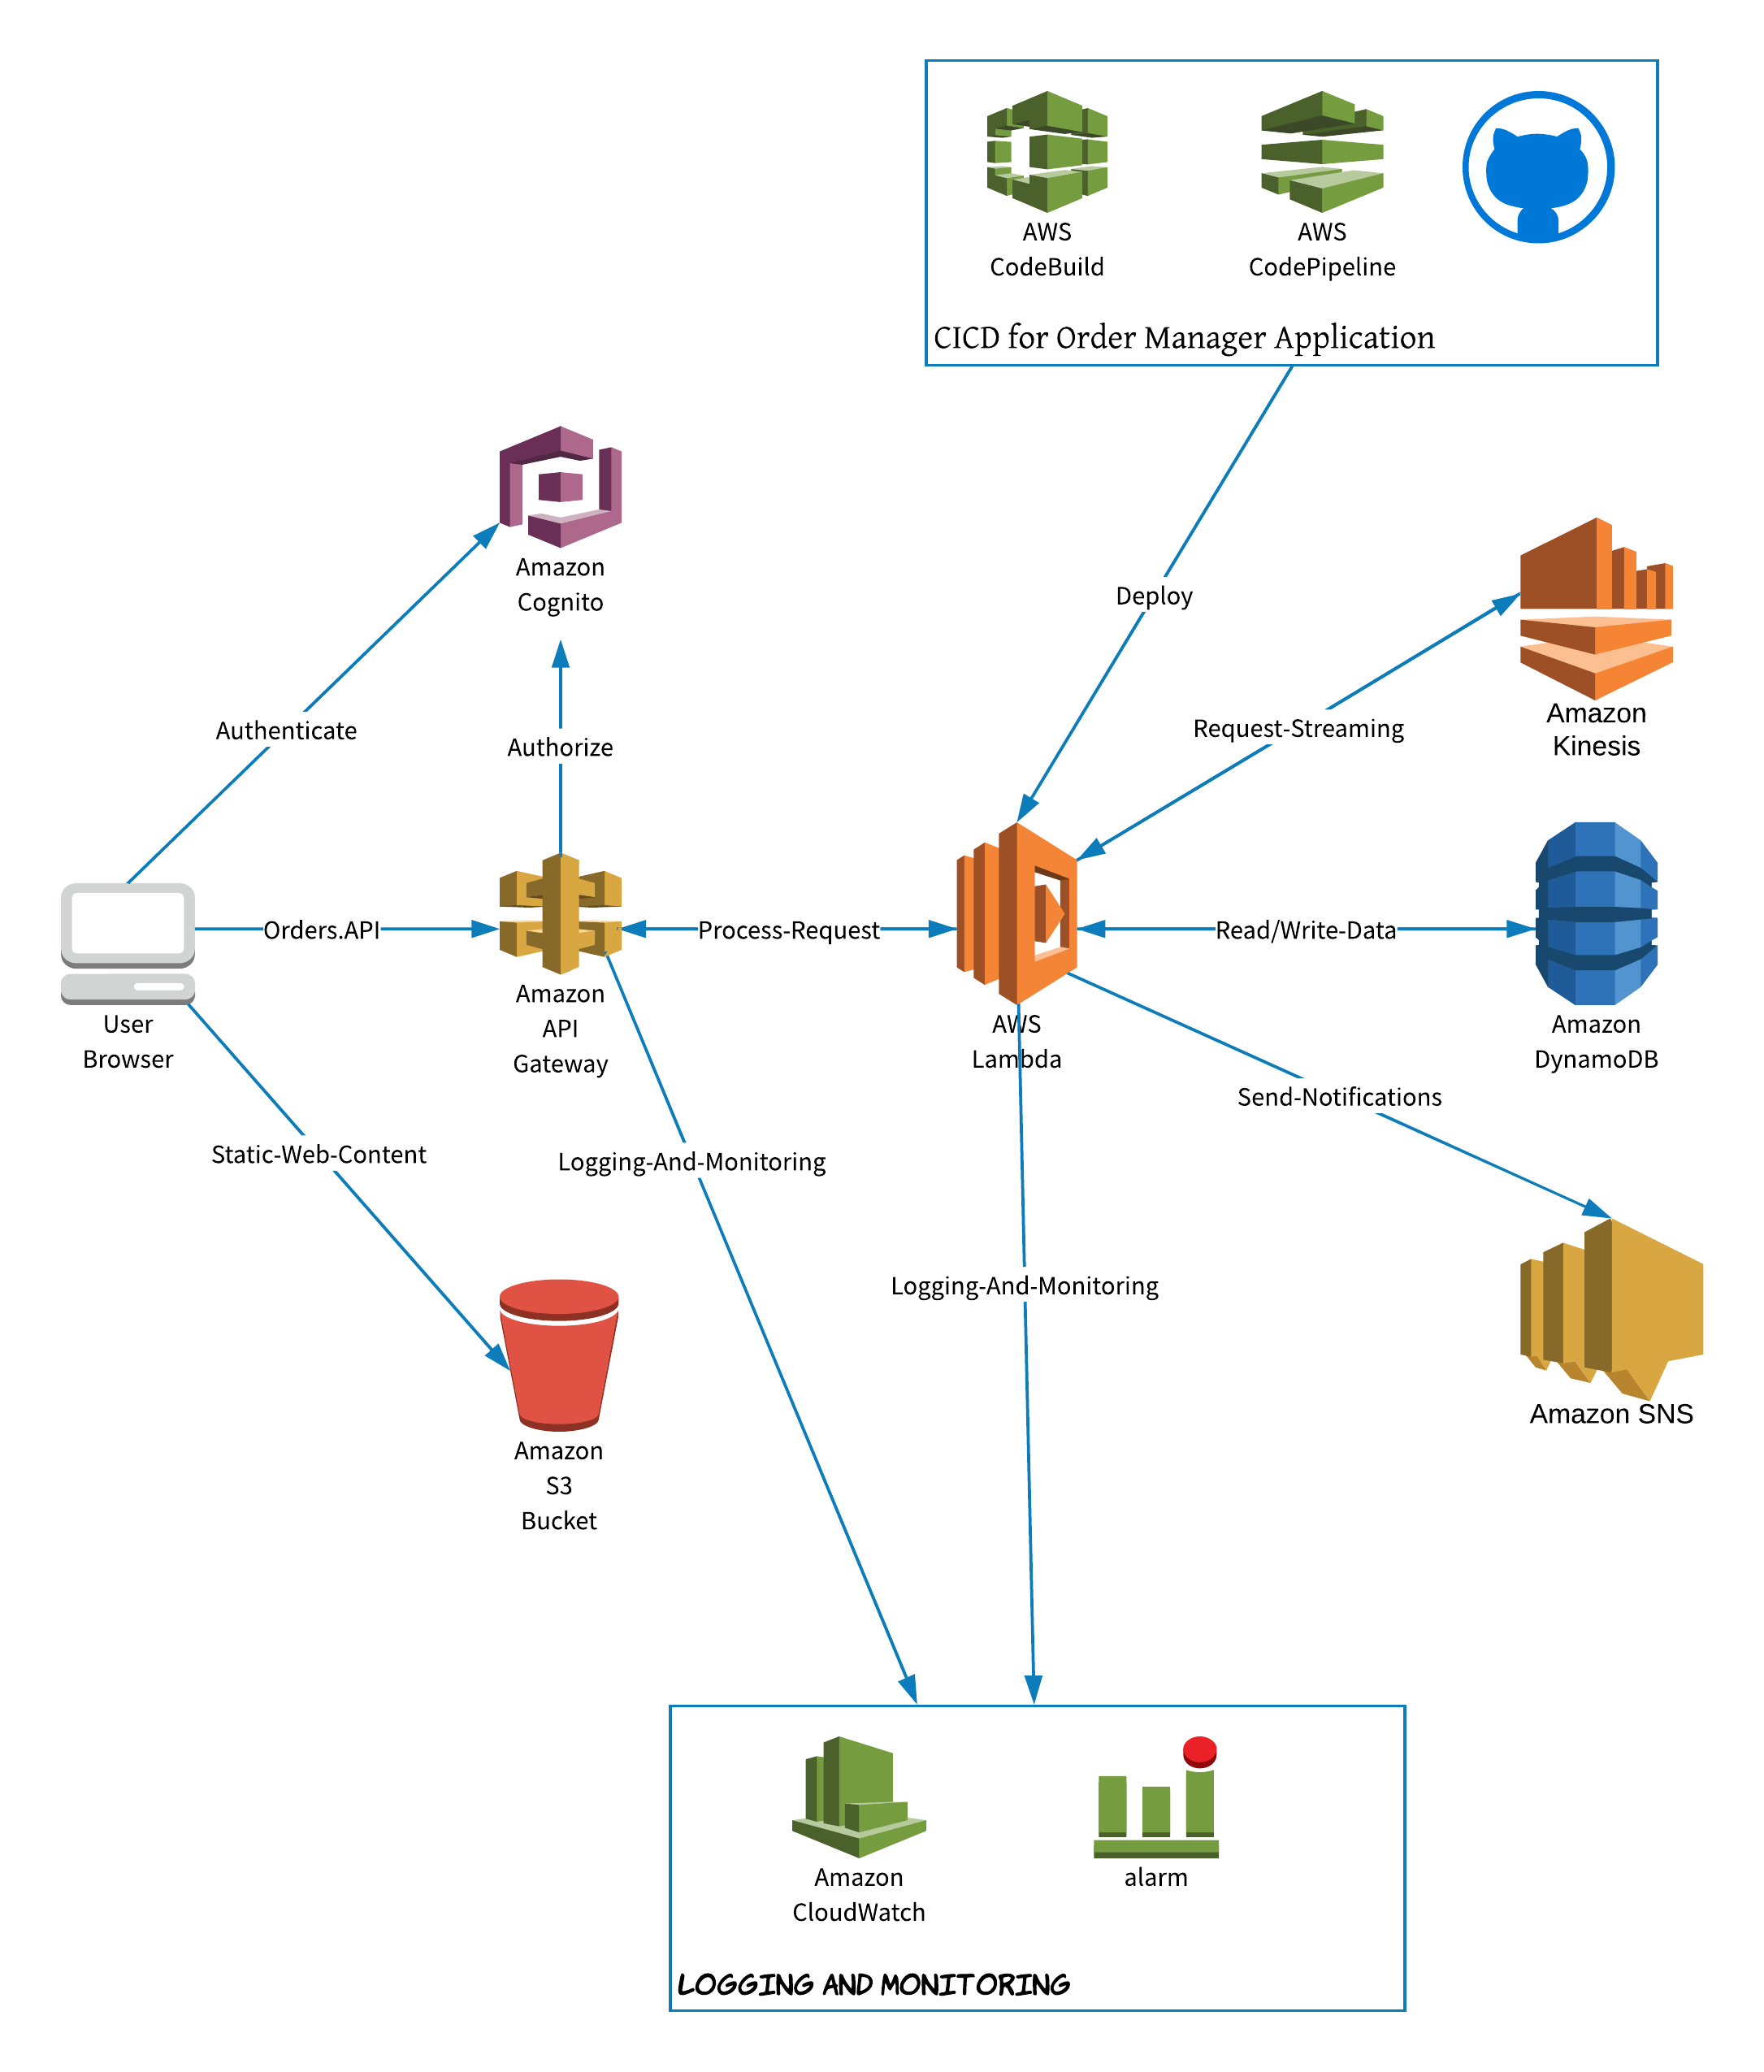 AWS
CodeBuild
AWS
CodePipeline
CICD for Order Manager Application
Amazon
Cognito
Deploy
Amazon
Kinesis
Authenticate
Authorize
Request-Streaming
Orders.API
Process-Request
Read/Write-Data
User
Browser
Amazon
API
Gateway
AWS
Lambda
Amazon
DynamoDB
Send-Notifications
Static-Web-Content
Logging-And-Monitoring
Logging-And-Monitoring
Amazon SNS
Amazon
S3
Bucket
Amazon
CloudWatch
alarm
LOGGING AND MONITORING